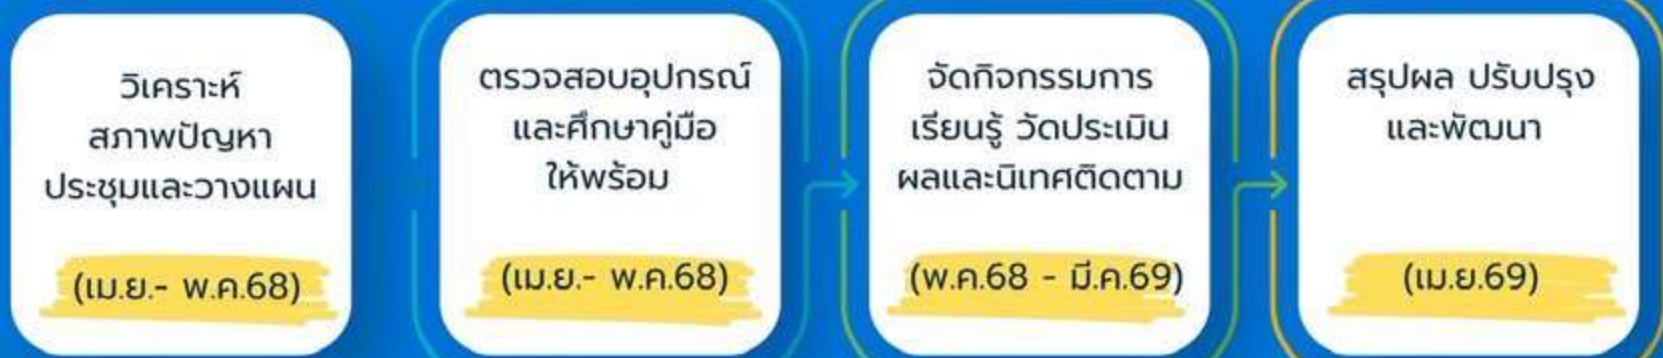 วิเคราะห์
สภาพปัญหา
ประชุมและวางแผน
(เม.ย.- พ.ค.68)
ตรวจสอบอุปกรณ์
และศึกษาคู่มือ
ให้พร้อม
(เม.ย.- พ.ค.68)
จัดกิจกรรมการ
เรียนรู้ วัดประเมิน
ผลและนิเทศติดตาม
(พ.ค.68 - มี.ค.69)
สรุปผล ปรับปรุง
และพัฒนา
(เม.ย.69)